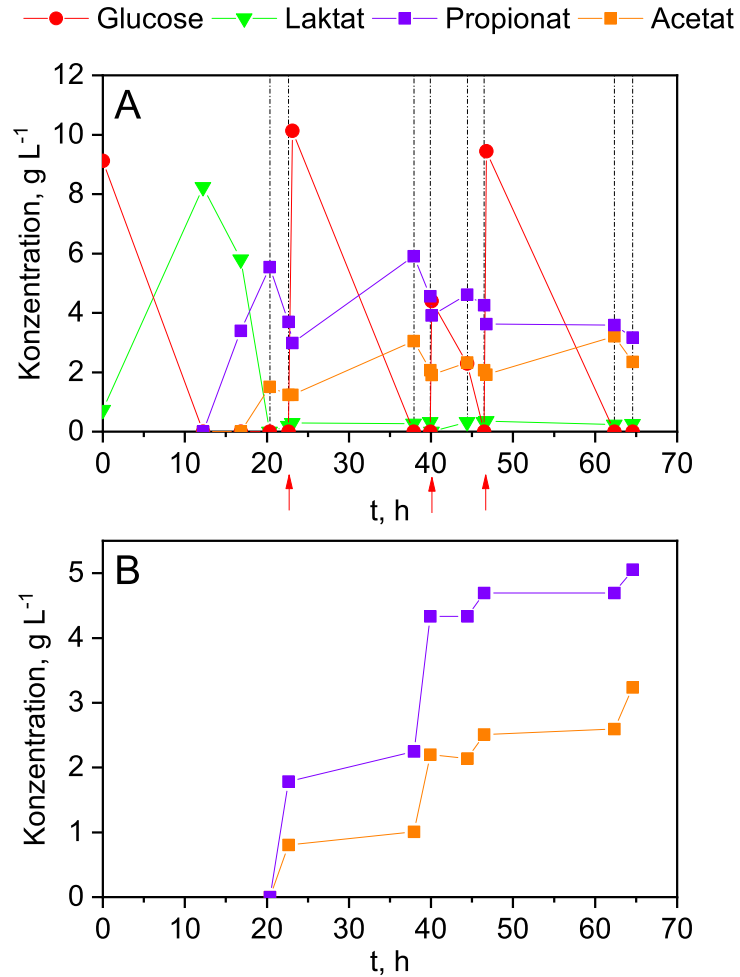 Glucose Laktat Propionat Acetat
A
12
10
8
6
4
2
0
Konzentration, g L⁻¹
0 10 20 30 40 50 60 70
t, h
B
5
4
3
2
1
0
Konzentration, g L⁻¹
0 10 20 30 40 50 60 70
t, h